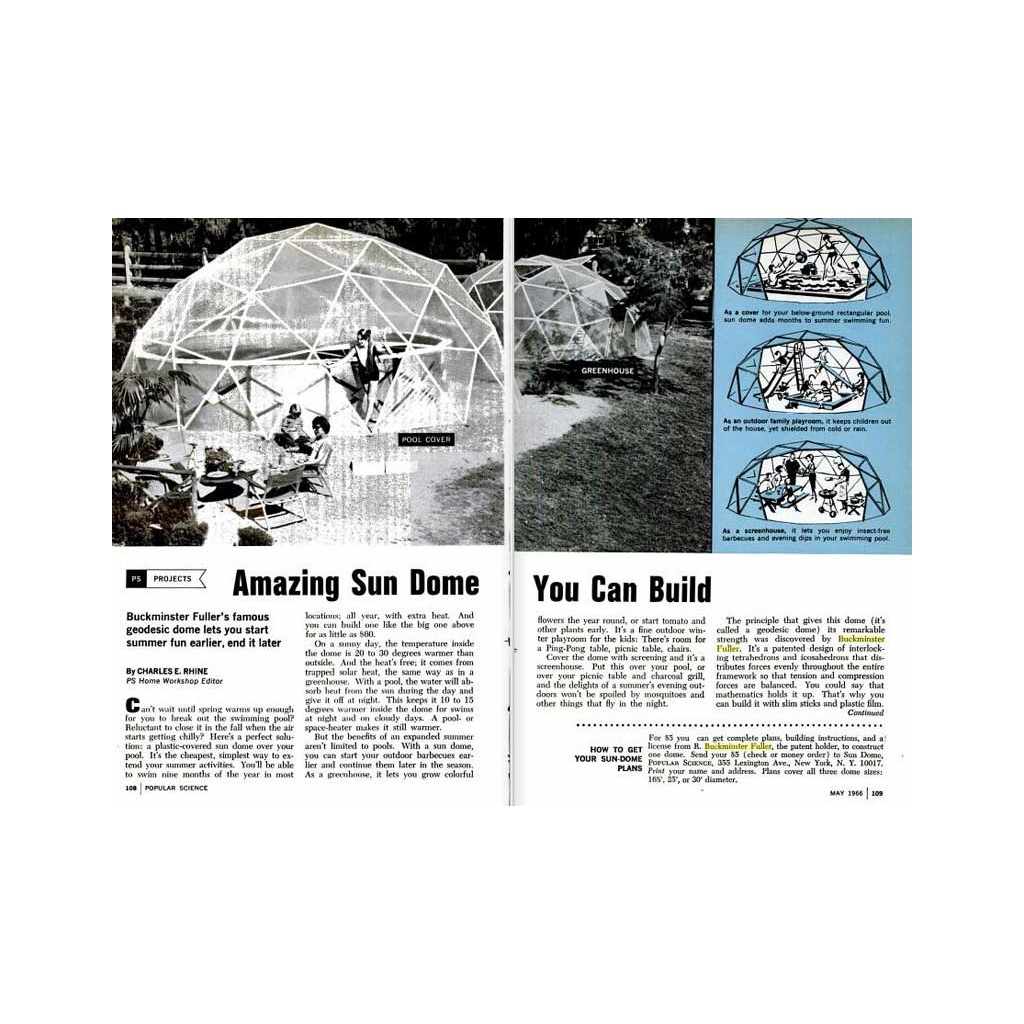 POOL COVER
GREENHOUSE
As a cover for your below-ground rectangular pool,
sun dome adds months to summer swimming fun.
As an outdoor family playroom, it keeps children out
of the house, yet shielded from cold or rain.
As a screenhouse, it lets you enjoy insect-free
barbecues and evening dips in your swimming pool.
PS PROJECTS
Amazing Sun Dome You Can Build
Buckminster Fuller's famous
geodesic dome lets you start
summer fun earlier, end it later
By CHARLES E. RHINE
PS Home Workshop Editor
Can't wait until spring warms up enough
for you to break out the swimming pool?
Reluctant to close it in the fall when the air
starts getting chilly? Here's a perfect solu-
tion: a plastic-covered sun dome over your
pool. It's the cheapest, simplest way to ex-
tend your summer activities. You'll be able
to swim nine months of the year in most
locations; all year, with extra heat. And
you can build one like the big one above
for as little as $60.
On a sunny day, the temperature inside
the dome is 20 to 30 degrees warmer than
outside. And the heat's free; it comes from
trapped solar heat, the same way as in a
greenhouse. With a pool, the water will ab-
sorb heat from the sun during the day and
give it off at night. This keeps it 10 to 15
degrees warmer inside the dome for swims
at night and on cloudy days. A pool- or
space-heater makes it still warmer.
But the benefits of an expanded summer
aren't limited to pools. With a sun dome,
you can start your outdoor barbecues ear-
lier and continue them later in the season.
As a greenhouse, it lets you grow colorful
108 POPULAR SCIENCE
flowers the year round, or start tomato and
other plants early. It's a fine outdoor win-
ter playroom for the kids: There's room for
a Ping-Pong table, picnic table, chairs.
Cover the dome with screening and it's a
screenhouse. Put this over your pool, or
over your picnic table and charcoal grill,
and the delights of a summer's evening out-
doors won't be spoiled by mosquitoes and
other things that fly in the night.
The principle that gives this dome (it's
called a geodesic dome) its remarkable
strength was discovered by Buckminster
Fuller. It's a patented design of interlock-
ing tetrahedrons and icosahedrons that dis-
tributes forces evenly throughout the entire
framework so that tension and compression
forces are balanced. You could say that
mathematics holds it up. That's why you
can build it with slim sticks and plastic film.
Continued
HOW TO GET
YOUR SUN-DOME
PLANS
For $5 you can get complete plans, building instructions, and a
license from R. Buckminster Fuller, the patent holder, to construct
one dome. Send your $5 (check or money order) to Sun Dome,
POPULAR SCIENCE, 355 Lexington Ave., New York, N. Y. 10017.
Print your name and address. Plans cover all three dome sizes:
16½', 25', or 30' diameter.
MAY 1966 109